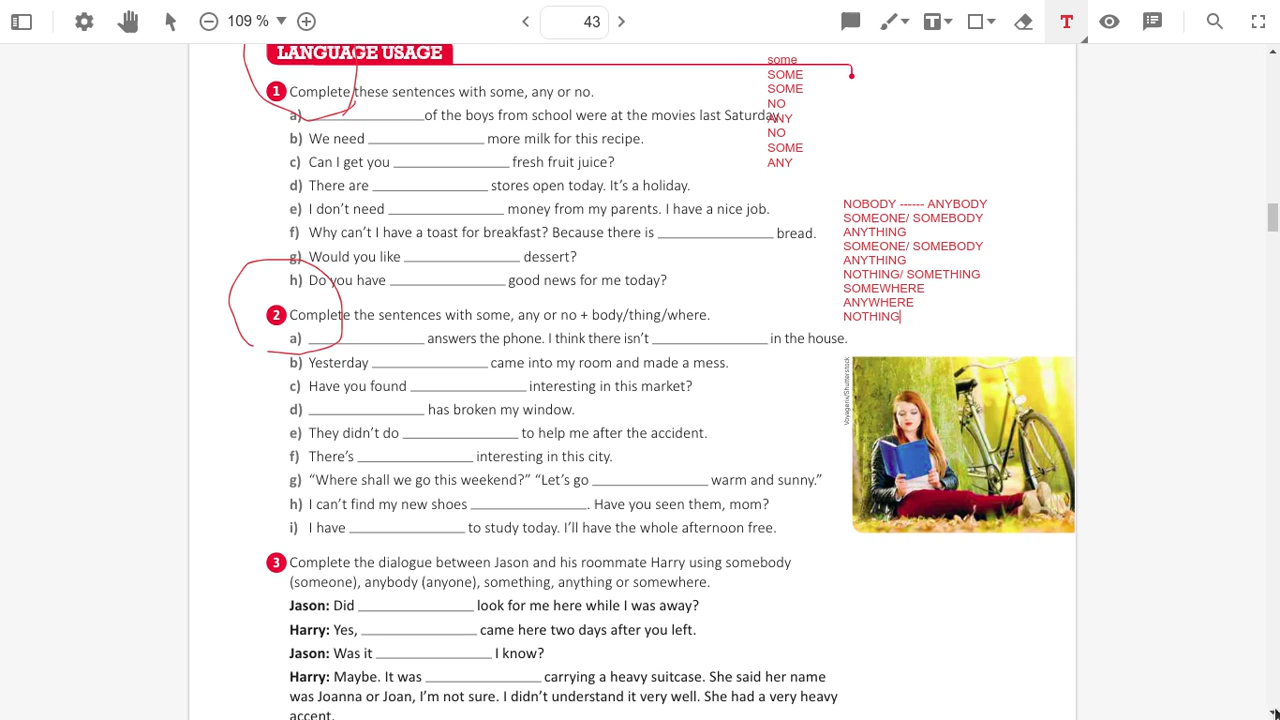 109 %
43
LANGUAGE USAGE
1 Complete these sentences with some, any or no.
a) ______________of the boys from school were at the movies last Saturday.
b) We need ______________ more milk for this recipe.
c) Can I get you ______________ fresh fruit juice?
d) There are ______________ stores open today. It’s a holiday.
e) I don’t need ______________ money from my parents. I have a nice job.
f) Why can’t I have a toast for breakfast? Because there is ______________ bread.
g) Would you like ______________ dessert?
h) Do you have ______________ good news for me today?
some
SOME
SOME
NO
ANY
NO
SOME
ANY
2 Complete the sentences with some, any or no + body/thing/where.
a) ______________ answers the phone. I think there isn’t ______________ in the house.
b) Yesterday ______________ came into my room and made a mess.
c) Have you found ______________ interesting in this market?
d) ______________ has broken my window.
e) They didn’t do ______________ to help me after the accident.
f) There’s ______________ interesting in this city.
g) “Where shall we go this weekend?” “Let’s go ______________ warm and sunny.”
h) I can’t find my new shoes ______________. Have you seen them, mom?
i) I have ______________ to study today. I’ll have the whole afternoon free.
NOBODY ------ ANYBODY
SOMEONE/ SOMEBODY
ANYTHING
SOMEONE/ SOMEBODY
ANYTHING
NOTHING/ SOMETHING
SOMEWHERE
ANYWHERE
NOTHING
Voyagerix/Shutterstock
3 Complete the dialogue between Jason and his roommate Harry using somebody
(someone), anybody (anyone), something, anything or somewhere.
Jason: Did ______________ look for me here while I was away?
Harry: Yes, ______________ came here two days after you left.
Jason: Was it ______________ I know?
Harry: Maybe. It was ______________ carrying a heavy suitcase. She said her name
was Joanna or Joan, I’m not sure. I didn’t understand it very well. She had a very heavy
accent.